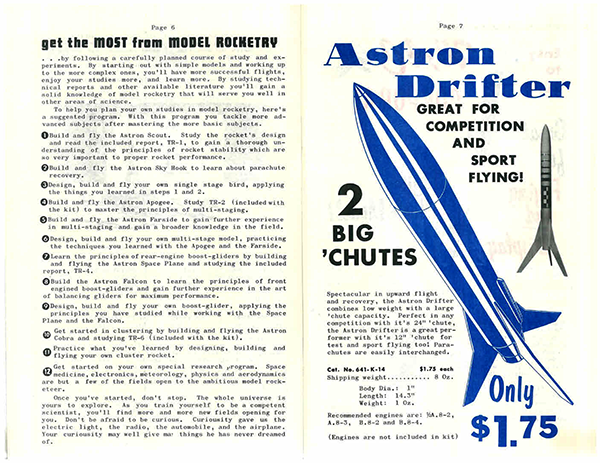 Page 6
get the MOST from MODEL ROCKETRY
. . .by following a carefully planned course of study and ex-
periments. By starting out with simple models and working up
to the more complex ones, you'll have more successful flights,
enjoy your studies more, and learn more. By studying tech-
nical reports and other available literature you'll gain a
solid knowledge of model rocketry that will serve you well in
other areas of science.
To help you plan your own studies in model rocketry, here's
a suggested program. With this program you tackle more ad-
vanced subjects after mastering the more basic subjects.
1 Build and fly the Astron Scout. Study the rocket's design
and read the included report, TR-1, to gain a thorough un-
derstanding of the principles of rocket stability which are
so very important to proper rocket performance.
2 Build and fly the Astron Sky Hook to learn about parachute
recovery.
3 Design, build and fly your own single stage bird, applying
the things you learned in steps 1 and 2.
4 Build and fly the Astron Apogee. Study TR-2 (included with
the kit) to master the principles of multi-staging.
5 Build and fly the Astron Farside to gain further experience
in multi-staging and gain a broader knowledge in the field.
6 Design, build and fly your own multi-stage model, practicing
the techniques you learned with the Apogee and the Farside.
7 Learn the principles of rear-engine boost-gliders by building
and flying the Astron Space Plane and studying the included
report, TR-4.
8 Build the Astron Falcon to learn the principles of front
engined boost-gliders and gain further experience in the art
of balancing gliders for maximum performance.
9 Design, build and fly your own boost-glider, applying the
principles you have studied while working with the Space
Plane and the Falcon.
10 Get started in clustering by building and flying the Astron
Cobra and studying TR-6 (included with the kit).
11 Practice what you've learned by designing, building and
flying your own cluster rocket.
12 Get started on your own special research program. Space
medicine, electronics, meteorology, physics and aerodynamics
are but a few of the fields open to the ambitious model rock-
eteer.
Once you've started, don't stop. The whole universe is
yours to explore. As you train yourself to be a competent
scientist, you'll find more and more new fields opening for
you. Don't be afraid to be curious. Curiosity gave us the
electric light, the radio, the automobile, and the airplane.
Your curiosity may well give man things he has never dreamed
of.
Page 7
Astron
Drifter
GREAT FOR
COMPETITION
AND
SPORT
FLYING!
2
BIG
'CHUTES
Spectacular in upward flight
and recovery, the Astron Drifter
combines low weight with a large
'chute capacity. Perfect in any
competition with it's 24" 'chute,
the Astron Drifter is a great per-
former with it's 12" 'chute for
test and sport flying too! Para-
chutes are easily interchanged.
Cat. No. 641-K-14 $1.75 each
Shipping weight........... 8 Oz.
Body Dia.: 1"
Length: 14.3"
Weight: 1 Oz.
Recommended engines are: ½A.8-2,
A.8-3, B.8-2 and B.8-4.
(Engines are not included in kit)
Only
$1.75